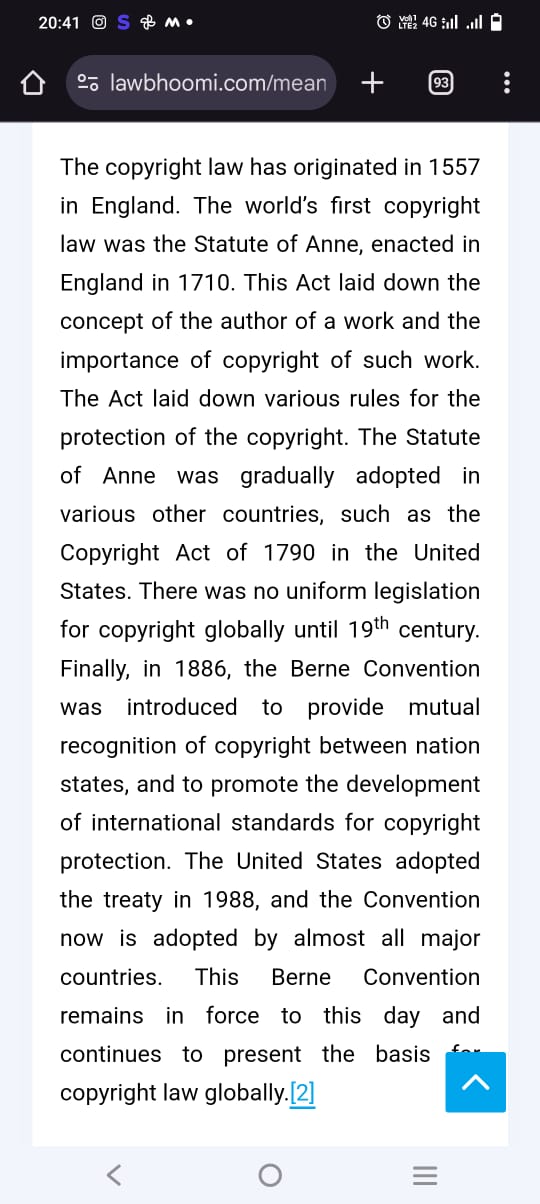 20:41
Vo)) 1
LTE2 4G
lawbhoomi.com/mean
93
The copyright law has originated in 1557
in England. The world's first copyright
law was the Statute of Anne, enacted in
England in 1710. This Act laid down the
concept of the author of a work and the
importance of copyright of such work.
The Act laid down various rules for the
protection of the copyright. The Statute
of Anne was gradually adopted in
various other countries, such as the
Copyright Act of 1790 in the United
States. There was no uniform legislation
for copyright globally until 19th century.
Finally, in 1886, the Berne Convention
was introduced to provide mutual
recognition of copyright between nation
states, and to promote the development
of international standards for copyright
protection. The United States adopted
the treaty in 1988, and the Convention
now is adopted by almost all major
countries. This Berne Convention
remains in force to this day and
continues to present the basis for
copyright law globally.[2]